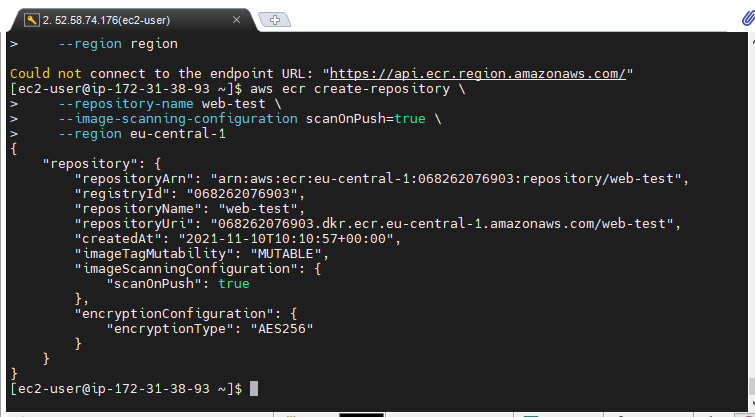 2. 52.58.74.176(ec2-user)
>     --region region
Could not connect to the endpoint URL: "https://api.ecr.region.amazonaws.com/"
[ec2-user@ip-172-31-38-93 ~]$ aws ecr create-repository \
>     --repository-name web-test \
>     --image-scanning-configuration scanOnPush=true \
>     --region eu-central-1
{
    "repository": {
        "repositoryArn": "arn:aws:ecr:eu-central-1:068262076903:repository/web-test",
        "registryId": "068262076903",
        "repositoryName": "web-test",
        "repositoryUri": "068262076903.dkr.ecr.eu-central-1.amazonaws.com/web-test",
        "createdAt": "2021-11-10T10:10:57+00:00",
        "imageTagMutability": "MUTABLE",
        "imageScanningConfiguration": {
            "scanOnPush": true
        },
        "encryptionConfiguration": {
            "encryptionType": "AES256"
        }
    }
}
[ec2-user@ip-172-31-38-93 ~]$